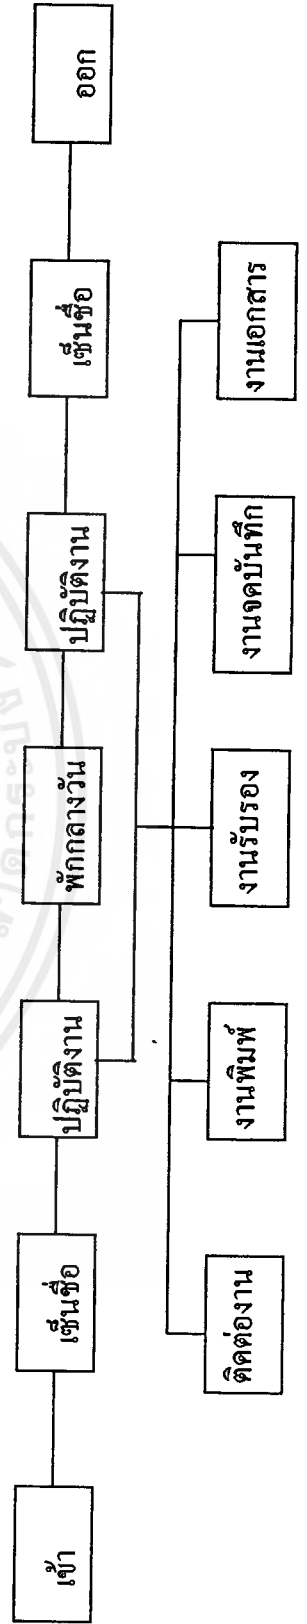 เข้า
เซ็นชื่อ
ปฏิบัติงาน
พักกลางวัน
ปฏิบัติงาน
เซ็นชื่อ
ออก
ติดต่องาน
งานพิมพ์
งานรับรอง
งานจดบันทึก
งานเอกสาร